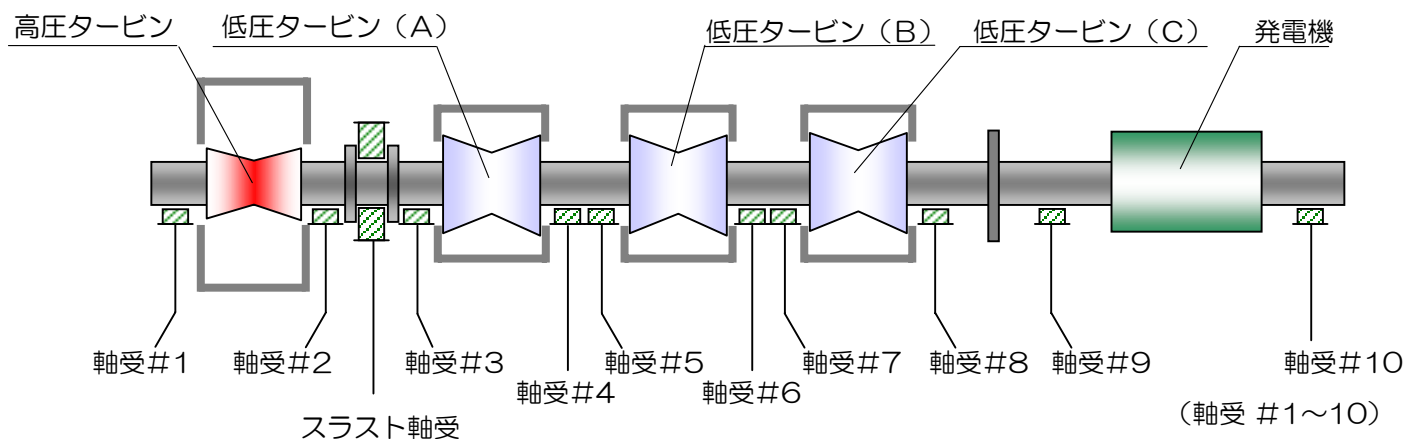 高圧タービン
低圧タービン（A）
低圧タービン（B）
低圧タービン（C）
発電機
軸受＃1
軸受＃2
軸受＃3
軸受＃4
軸受＃5
軸受＃6
軸受＃7
軸受＃8
軸受＃9
軸受＃10
スラスト軸受
（軸受 ＃1～10）